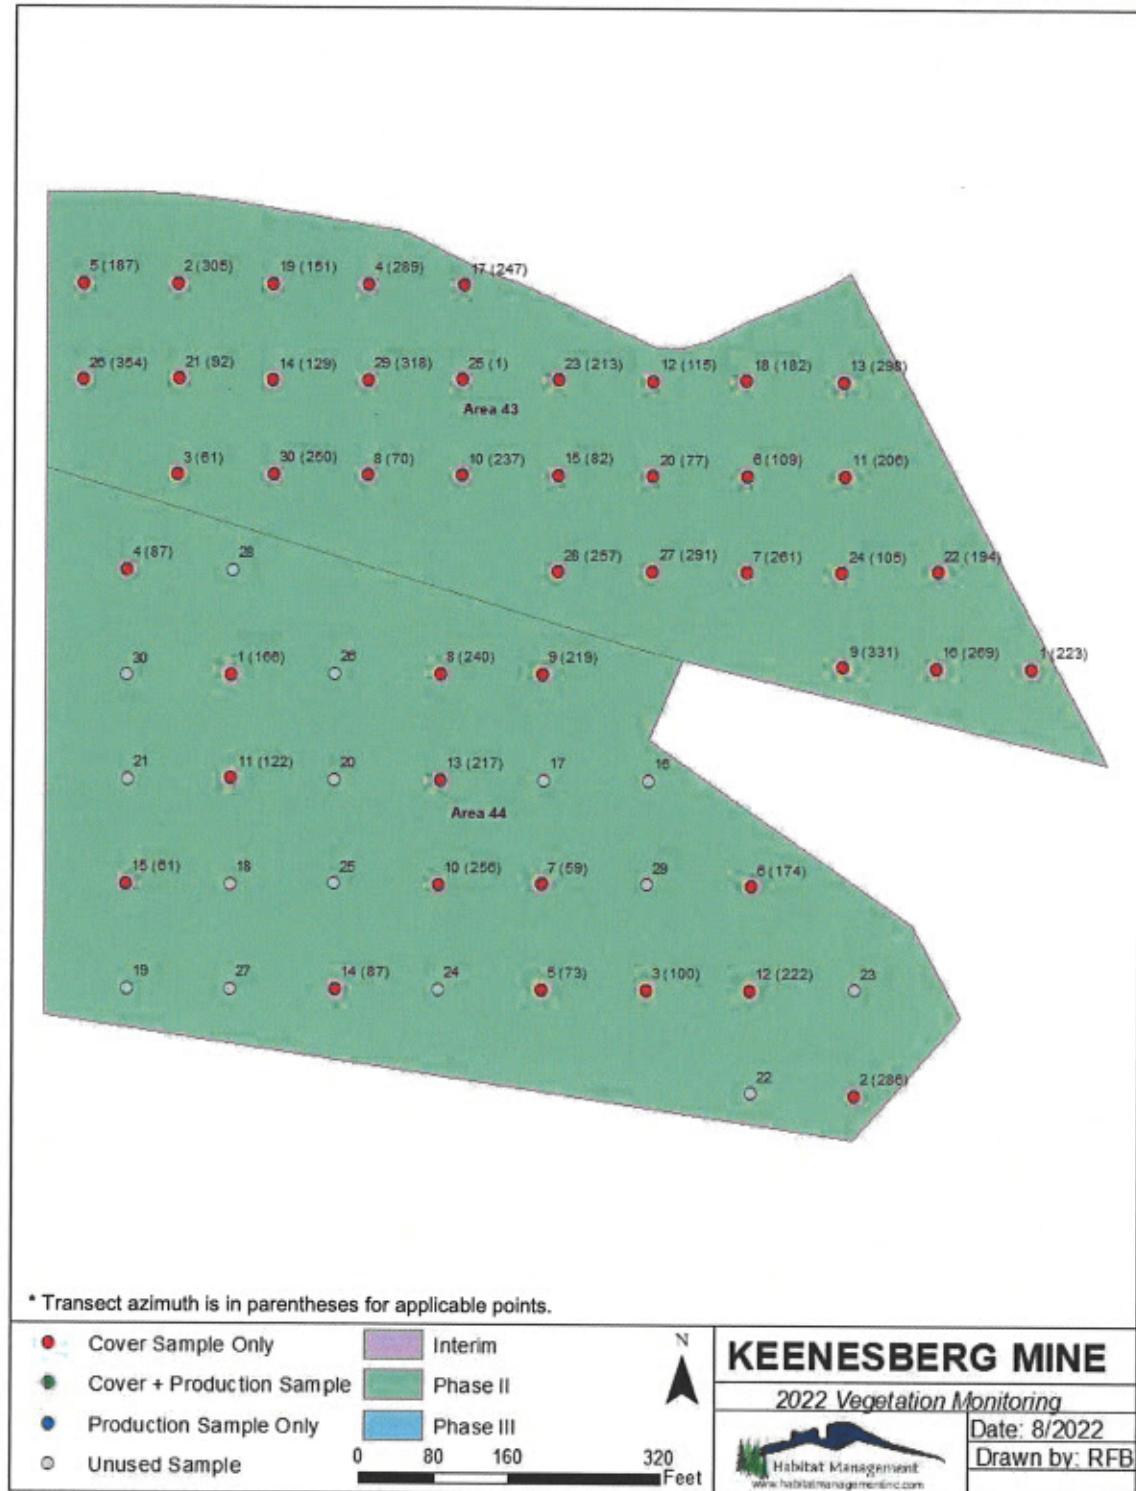 5 (187) 2 (305) 19 (151) 4 (289) 17 (247)
26 (354) 21 (92) 14 (129) 29 (318) 25 (1) 23 (213) 12 (115) 18 (182) 13 (298)
Area 43
3 (61) 30 (250) 8 (70) 10 (237) 15 (82) 20 (77) 6 (109) 11 (206)
4 (87) 28 28 (257) 27 (291) 7 (261) 24 (105) 22 (194)
30 1 (166) 26 8 (240) 9 (219) 9 (331) 16 (269) 1 (223)
21 11 (122) 20 13 (217) 17 16
Area 44
15 (61) 18 25 10 (256) 7 (59) 29 6 (174)
19 27 14 (87) 24 5 (73) 3 (100) 12 (222) 23
22 2 (286)
* Transect azimuth is in parentheses for applicable points.
Cover Sample Only
Cover + Production Sample
Production Sample Only
Unused Sample
Interim
Phase II
Phase III
N
0 80 160 320
Feet
KEENESBERG MINE
2022 Vegetation Monitoring
Habitat Management
www.habitatmanagementinc.com
Date: 8/2022
Drawn by: RFB